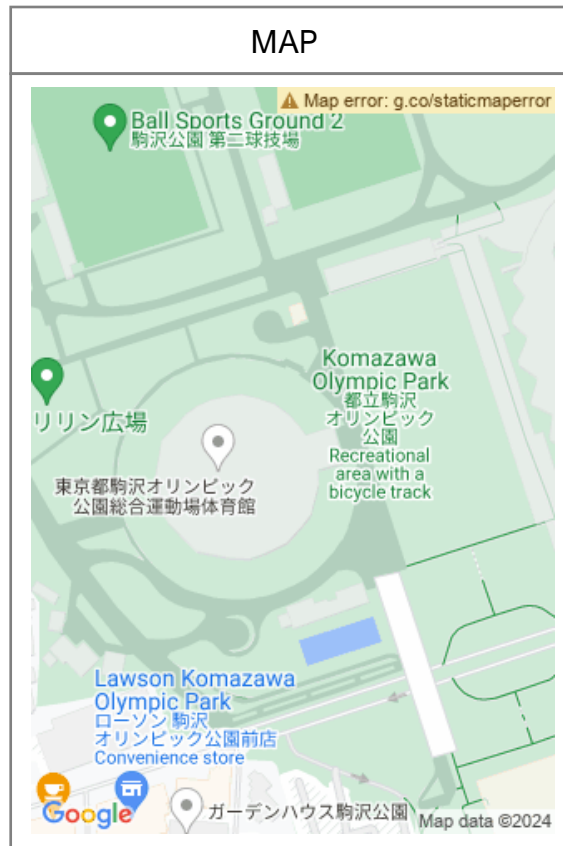 MAP
Map error: g.co/staticmaperror
Ball Sports Ground 2
駒沢公園 第二球技場
Komazawa
Olympic Park
都立駒沢
オリンピック
公園
Recreational
area with a
bicycle track
リリン広場
東京都駒沢オリンピック
公園総合運動場体育館
Lawson Komazawa
Olympic Park
ローソン 駒沢
オリンピック公園前店
Convenience store
Google
ガーデンハウス駒沢公園
Map data ©2024